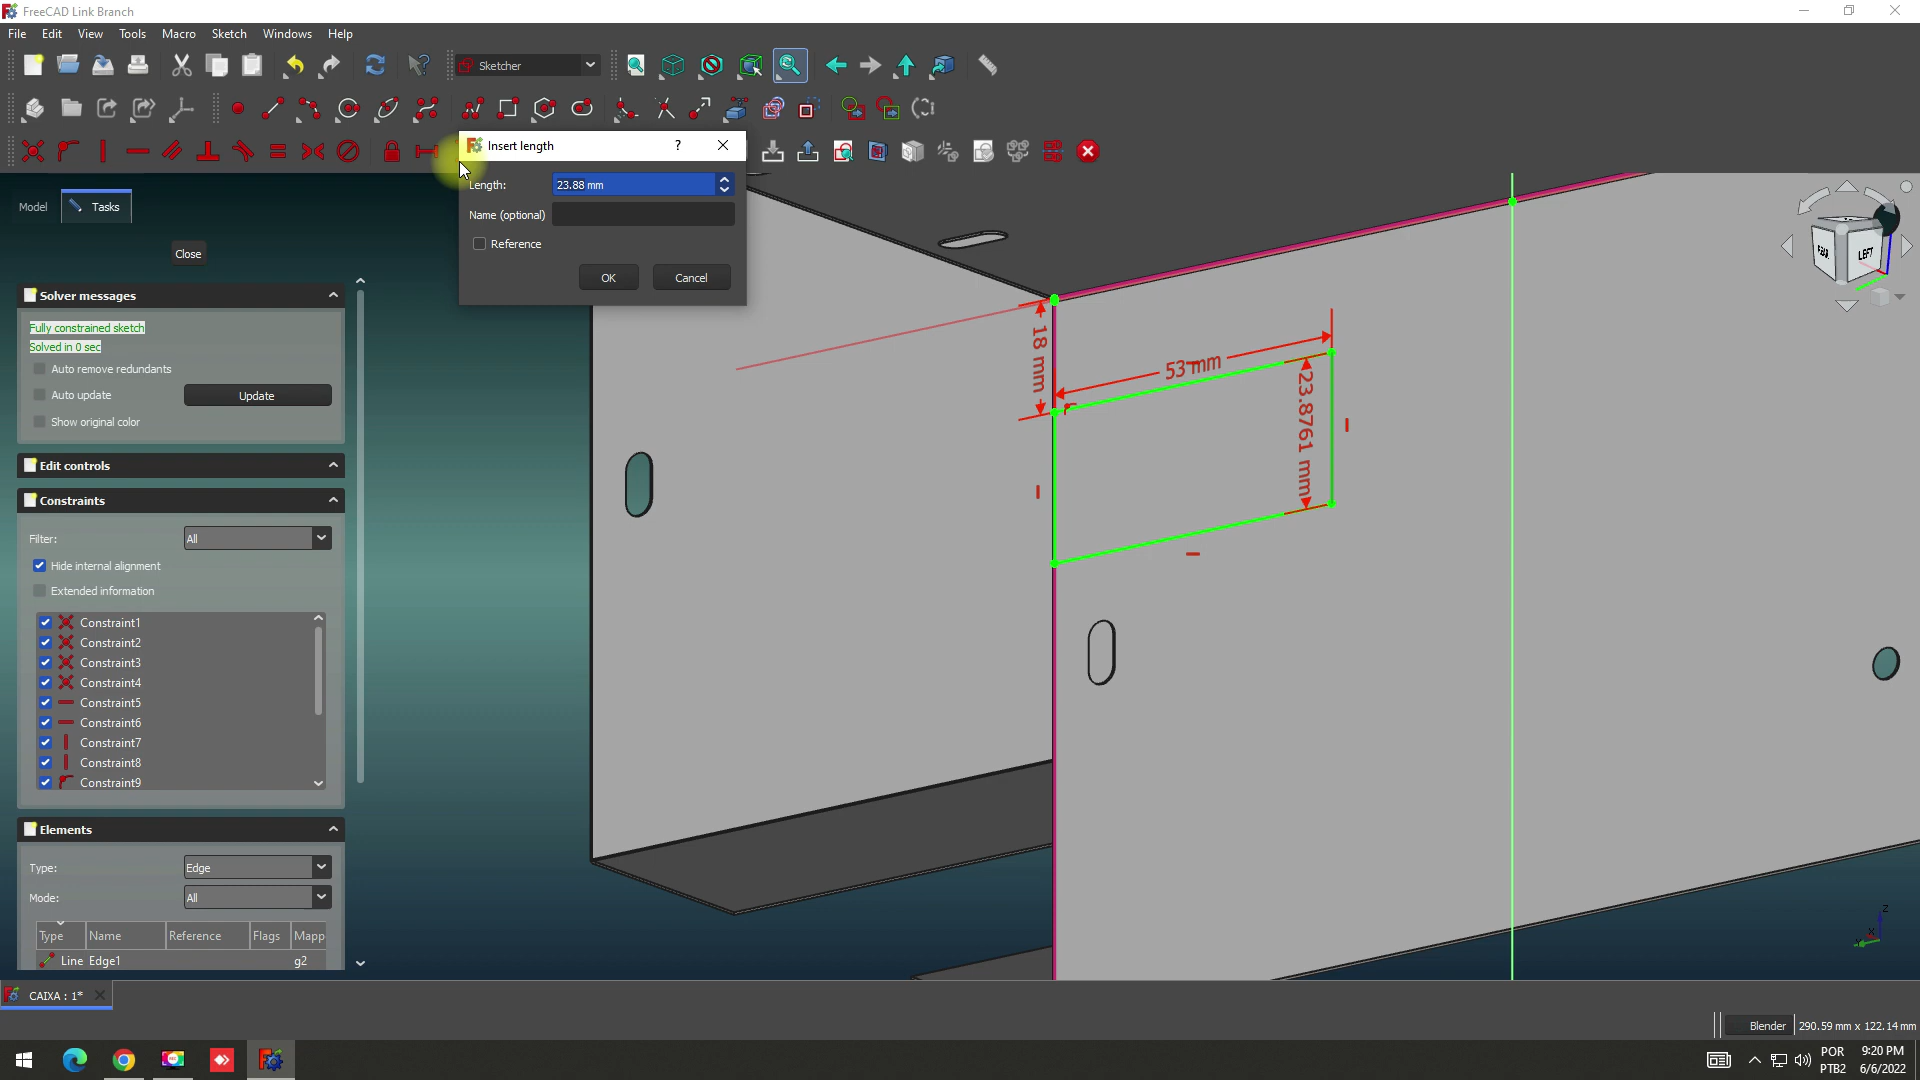 FreeCAD Link Branch
File Edit View Tools Macro Sketch Windows Help
Sketcher
Insert length ?
Length: 23.88 mm
Name (optional)
Reference
OK Cancel
Model Tasks
Close
Solver messages
Fully constrained sketch
Solved in 0 sec
Auto remove redundants
Auto update Update
Show original color
Edit controls
Constraints
Filter: All
Hide internal alignment
Extended information
Constraint1
Constraint2
Constraint3
Constraint4
Constraint5
Constraint6
Constraint7
Constraint8
Constraint9
Elements
Type: Edge
Mode: All
Type Name Reference Flags Mapp
Line Edge1 g2
18 mm
53 mm
23.8761 mm
REAR LEFT
Z
X
Y
CAIXA : 1*
Blender 290.59 mm x 122.14 mm
POR 9:20 PM
PTB2 6/6/2022